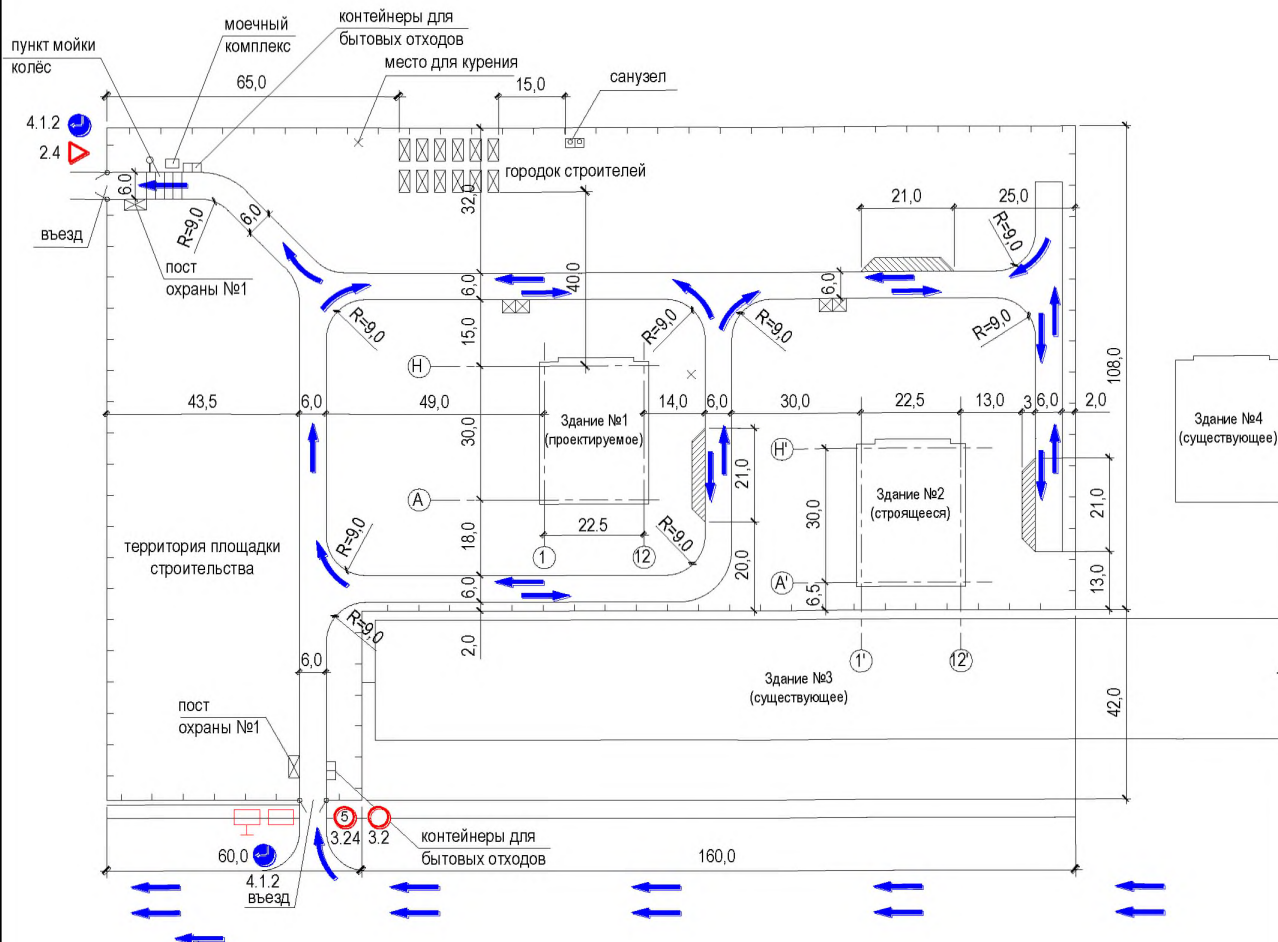 контейнеры для
бытовых отходов
моечный
комплекс
пункт мойки
колёс
место для курения
санузел
65,0
15,0
4.1.2
2.4
городок строителей
6.0
32,0
21,0
25,0
R=9,0
6,0
R=9,0
въезд
пост
охраны №1
40,0
6,0
6,0
R=9,0
15,0
R=9,0
R=9,0
R=9,0
108,0
Н
43,5
6,0
49,0
14,0
6,0
30,0
22,5
13,0
3
6,0
2,0
30,0
Здание №1
(проектируемое)
Здание №4
(существующее)
Н'
21,0
А
Здание №2
(строящееся)
30,0
21,0
22.5
18,0
R=9,0
R=9.0
1
12
территория площадки
строительства
20,0
А'
6,5
13,0
6,0
R=9,0
2,0
6,0
1'
12'
Здание №3
(существующее)
42,0
пост
охраны №1
5
3.24
3.2
контейнеры для
бытовых отходов
60,0
160,0
4.1.2
въезд